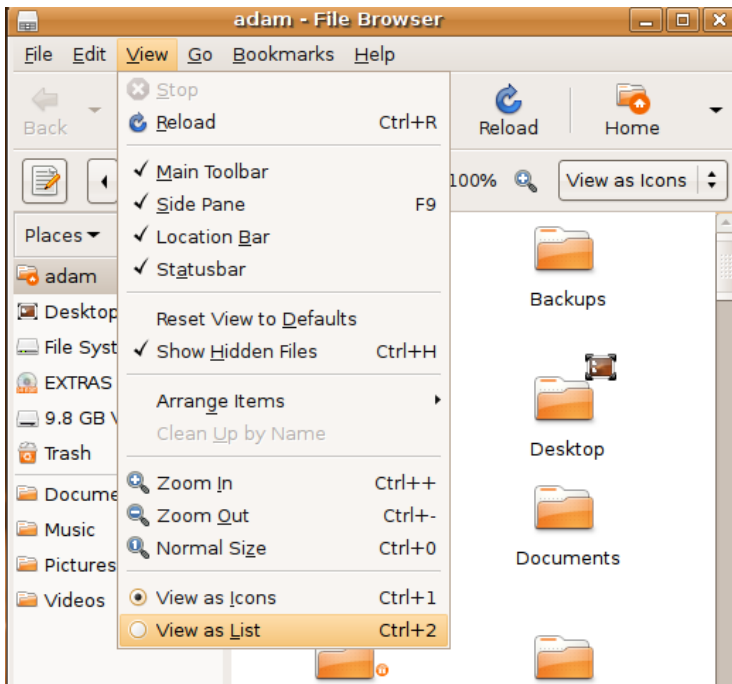 adam - File Browser
File Edit View Go Bookmarks Help
Back
Stop
Reload Ctrl+R
Main Toolbar
Side Pane F9
Location Bar
Statusbar
Reset View to Defaults
Show Hidden Files Ctrl+H
Arrange Items
Clean Up by Name
Zoom In Ctrl++
Zoom Out Ctrl+-
Normal Size Ctrl+0
View as Icons Ctrl+1
View as List Ctrl+2
Reload Home
100% View as Icons
Places
adam
Desktop
File Syst
EXTRAS
9.8 GB
Trash
Docume
Music
Pictures
Videos
Backups
Desktop
Documents